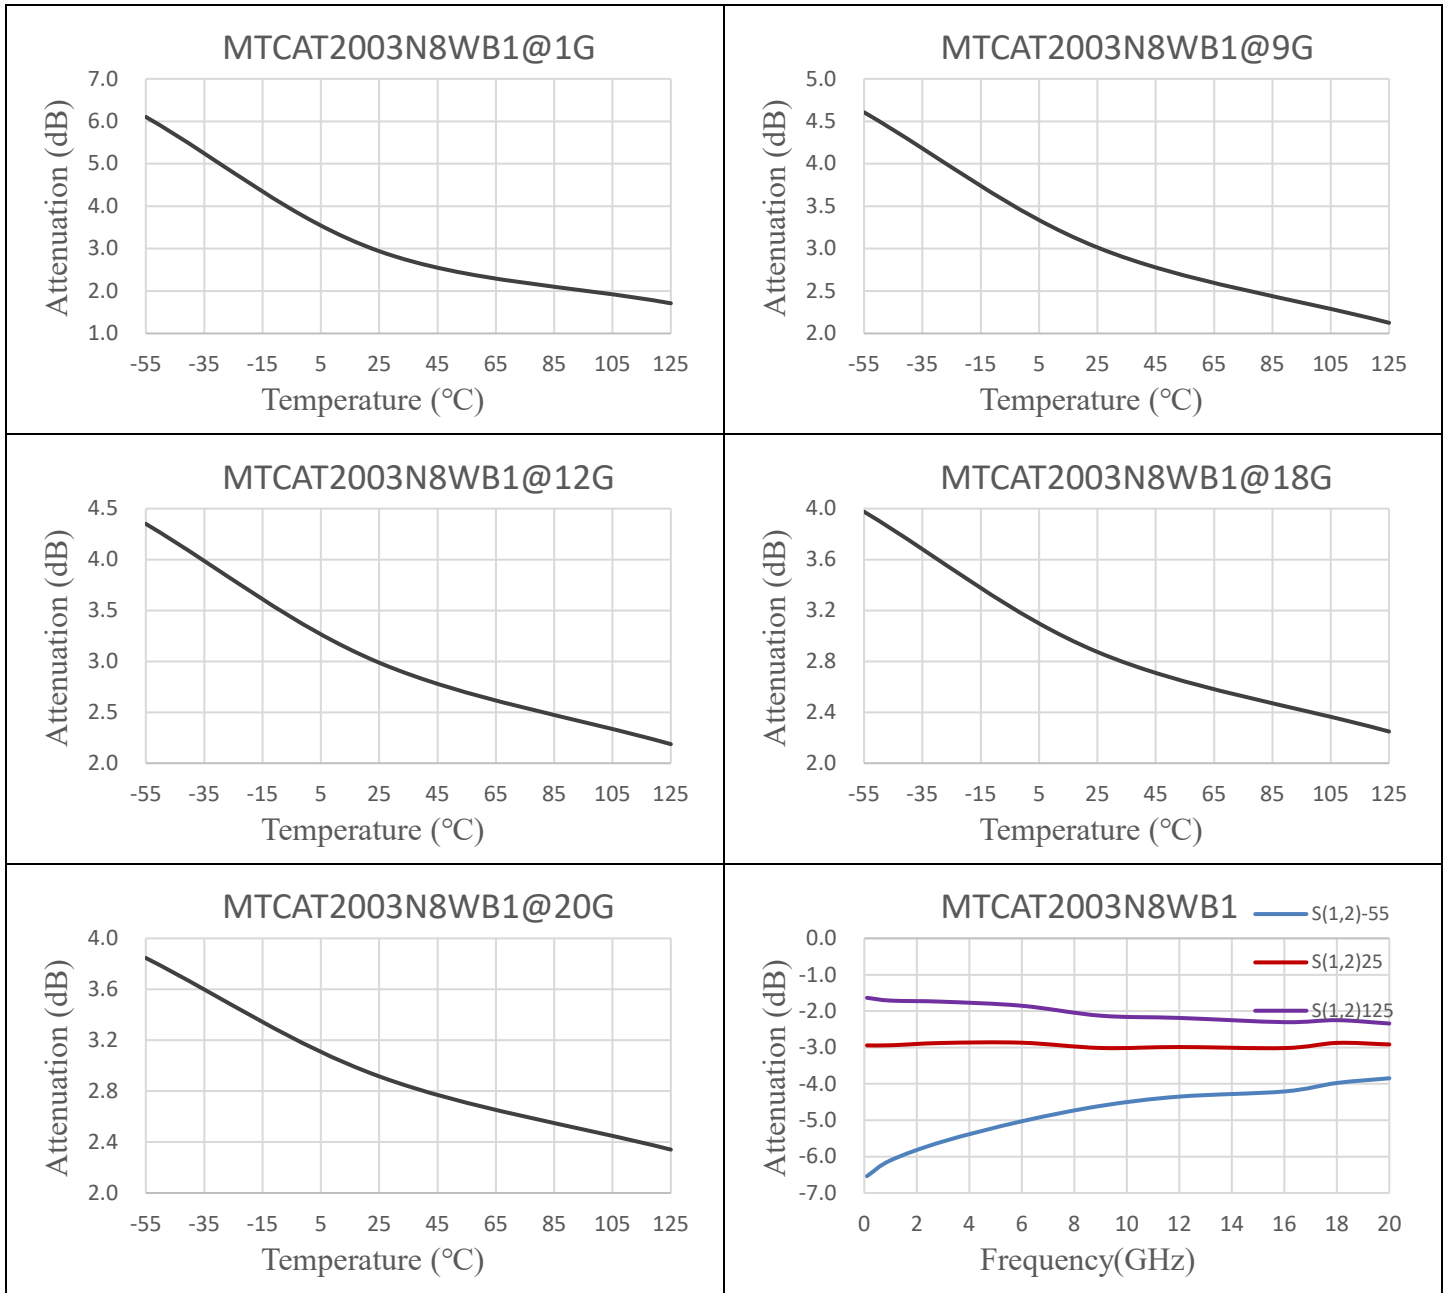 MTCAT2003N8WB1@1G
Attenuation (dB)
7.0
6.0
5.0
4.0
3.0
2.0
1.0
-55 -35 -15 5 25 45 65 85 105 125
Temperature (℃)
MTCAT2003N8WB1@9G
Attenuation (dB)
5.0
4.5
4.0
3.5
3.0
2.5
2.0
-55 -35 -15 5 25 45 65 85 105 125
Temperature (℃)
MTCAT2003N8WB1@12G
Attenuation (dB)
4.5
4.0
3.5
3.0
2.5
2.0
-55 -35 -15 5 25 45 65 85 105 125
Temperature (℃)
MTCAT2003N8WB1@18G
Attenuation (dB)
4.0
3.6
3.2
2.8
2.4
2.0
-55 -35 -15 5 25 45 65 85 105 125
Temperature (℃)
MTCAT2003N8WB1@20G
Attenuation (dB)
4.0
3.6
3.2
2.8
2.4
2.0
-55 -35 -15 5 25 45 65 85 105 125
Temperature (℃)
MTCAT2003N8WB1
S(1,2)-55
S(1,2)25
S(1,2)125
Attenuation (dB)
0.0
-1.0
-2.0
-3.0
-4.0
-5.0
-6.0
-7.0
0 2 4 6 8 10 12 14 16 18 20
Frequency(GHz)